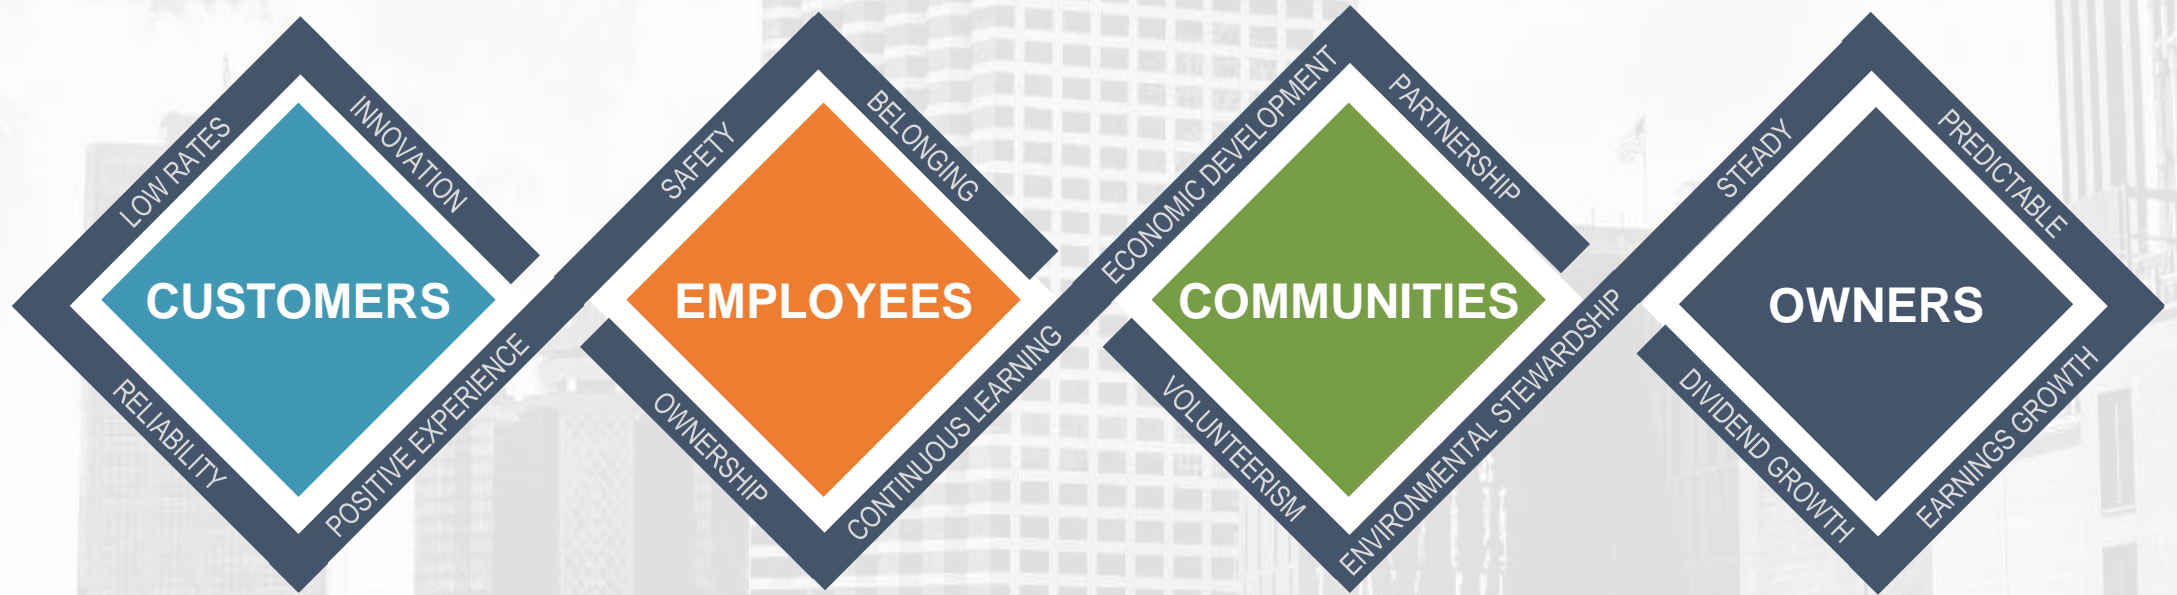 LOW RATES
INNOVATION
CUSTOMERS
RELIABILITY
POSITIVE EXPERIENCE
SAFETY
BELONGING
EMPLOYEES
OWNERSHIP
CONTINUOUS LEARNING
ECONOMIC DEVELOPMENT
PARTNERSHIP
COMMUNITIES
VOLUNTEERISM
ENVIRONMENTAL STEWARDSHIP
STEADY
PREDICTABLE
OWNERS
DIVIDEND GROWTH
EARNINGS GROWTH